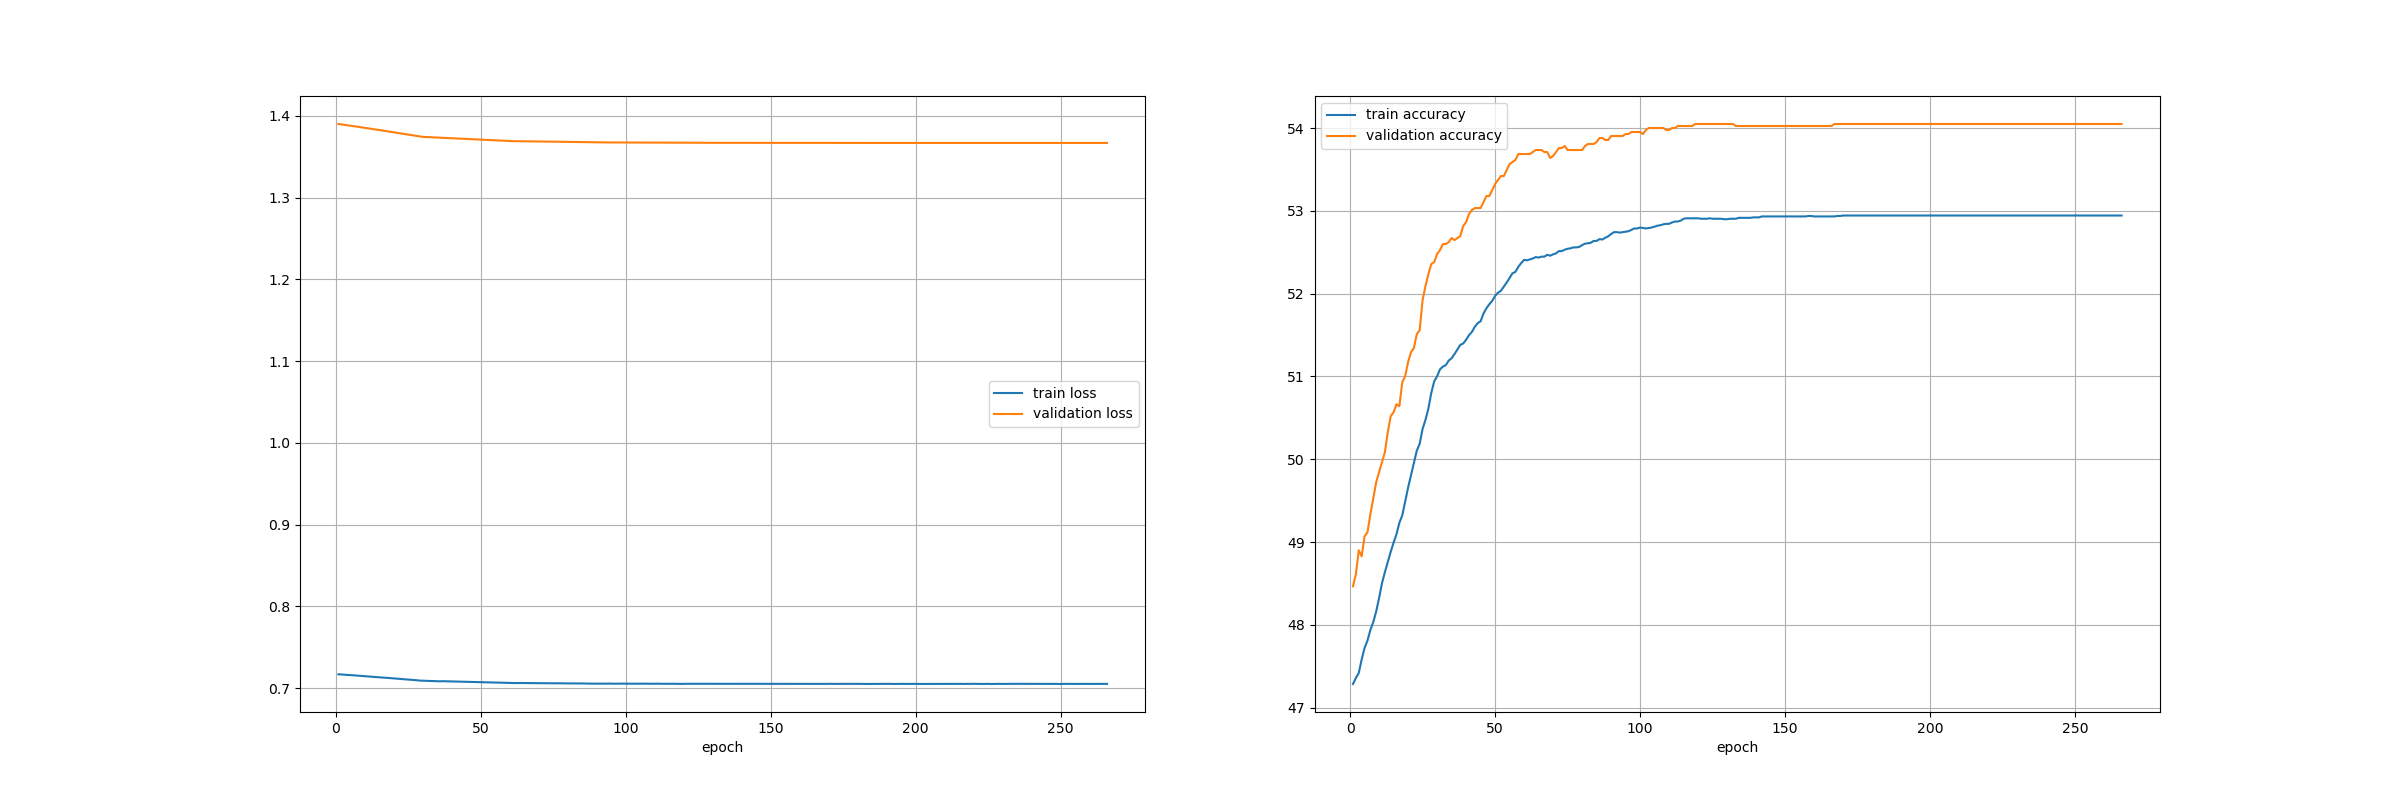 1.4
1.3
1.2
1.1
1.0
0.9
0.8
0.7
0 50 100 150 200 250
epoch
train loss
validation loss
54
53
52
51
50
49
48
47
0 50 100 150 200 250
epoch
train accuracy
validation accuracy